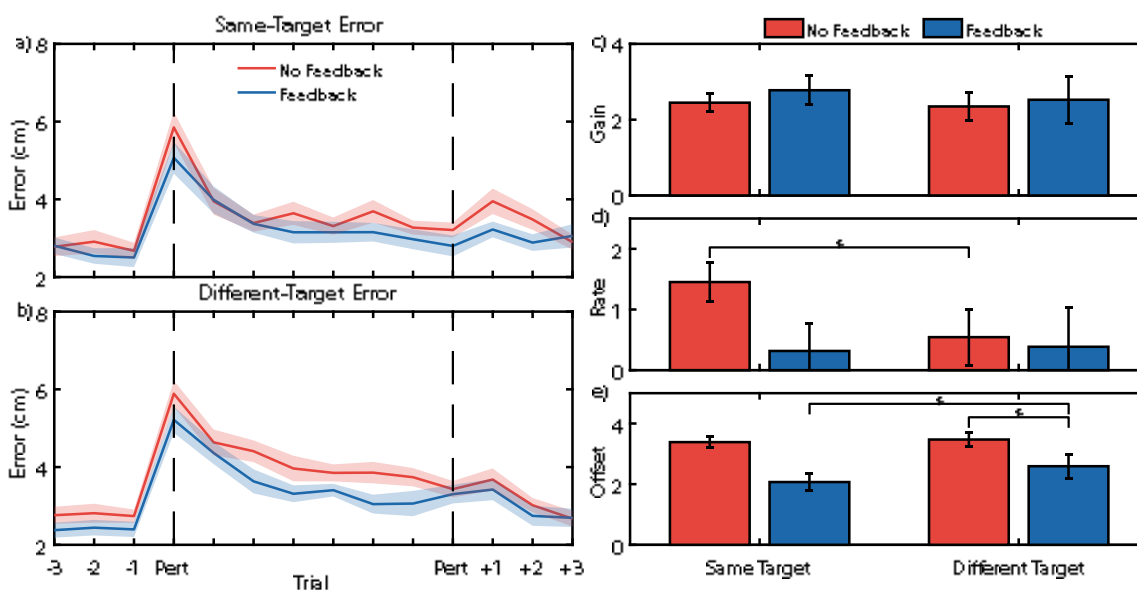 Same-Target Error
a)
8
6
4
2
Error (cm)
No Feedback
Feedback
Different-Target Error
b)
8
6
4
2
Error (cm)
-3 -2 -1 Pert Pert +1 +2 +3
Trial
No Feedback Feedback
c)
4
2
0
Gain
d)
2
1
0
Rate
e)
4
2
0
Offset
Same Target Different Target